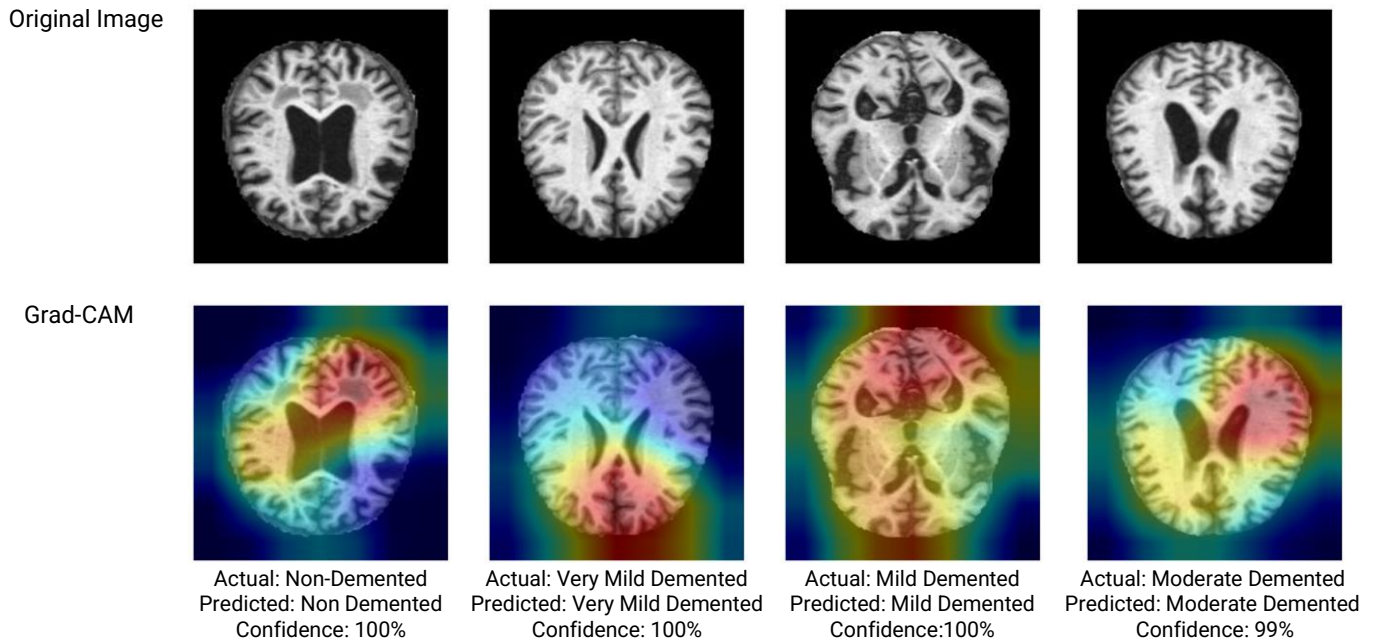 Original Image
Grad-CAM
Actual: Non-Demented
Predicted: Non Demented
Confidence: 100%
Actual: Very Mild Demented
Predicted: Very Mild Demented
Confidence: 100%
Actual: Mild Demented
Predicted: Mild Demented
Confidence:100%
Actual: Moderate Demented
Predicted: Moderate Demented
Confidence: 99%